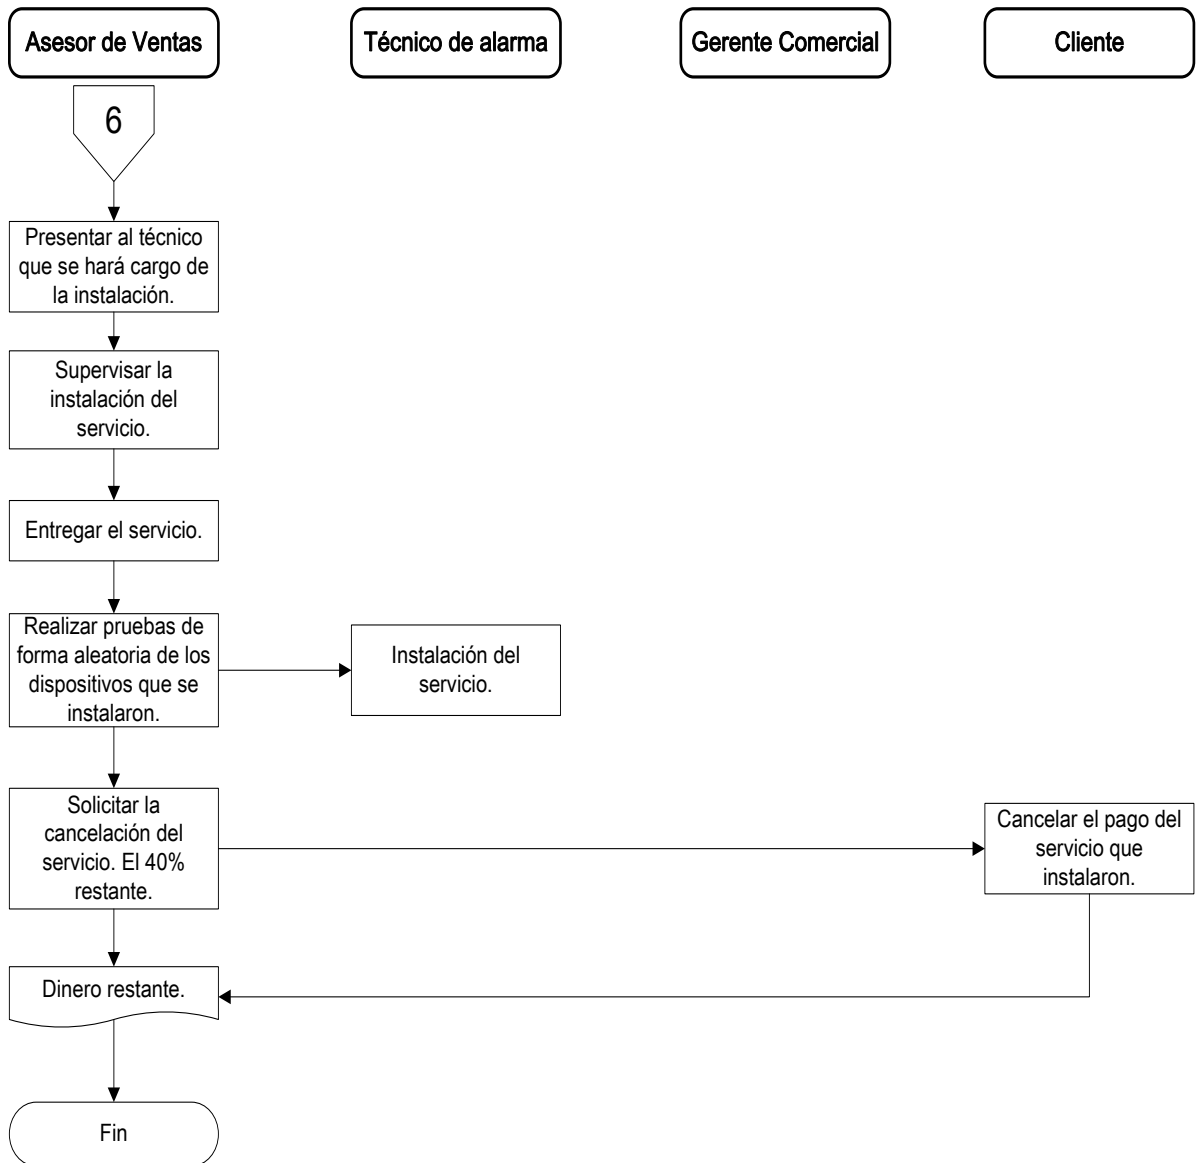 Asesor de Ventas
Técnico de alarma
Gerente Comercial
Cliente
6
Presentar al técnico
que se hará cargo de
la instalación.
Supervisar la
instalación del
servicio.
Entregar el servicio.
Realizar pruebas de
forma aleatoria de los
dispositivos que se
instalaron.
Instalación del
servicio.
Solicitar la
cancelación del
servicio. El 40%
restante.
Cancelar el pago del
servicio que
instalaron.
Dinero restante.
Fin